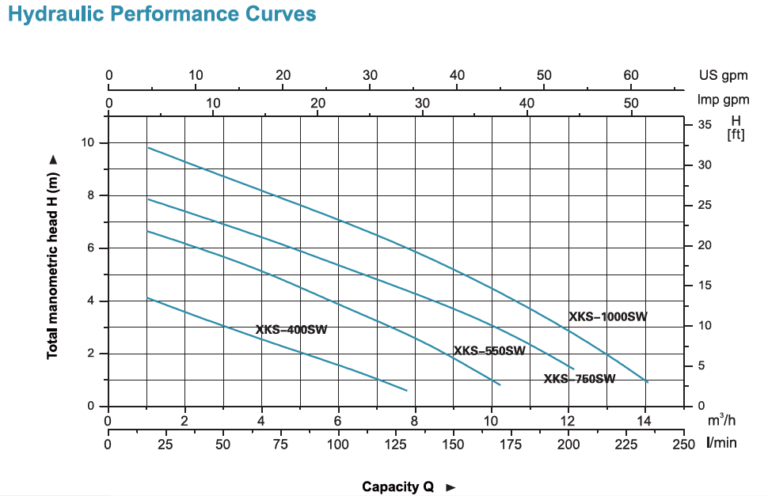 Hydraulic Performance Curves
0 10 20 30 40 50 60 US gpm
0 10 20 30 40 50 Imp gpm
H
[ft]
35
30
25
20
15
10
5
0
Total manometric head H (m) ►
10
8
6
4
2
0
XKS-400SW
XKS-550SW
XKS-750SW
XKS-1000SW
0 2 4 6 8 10 12 14 m³/h
0 25 50 75 100 125 150 175 200 225 250 l/min
Capacity Q ►